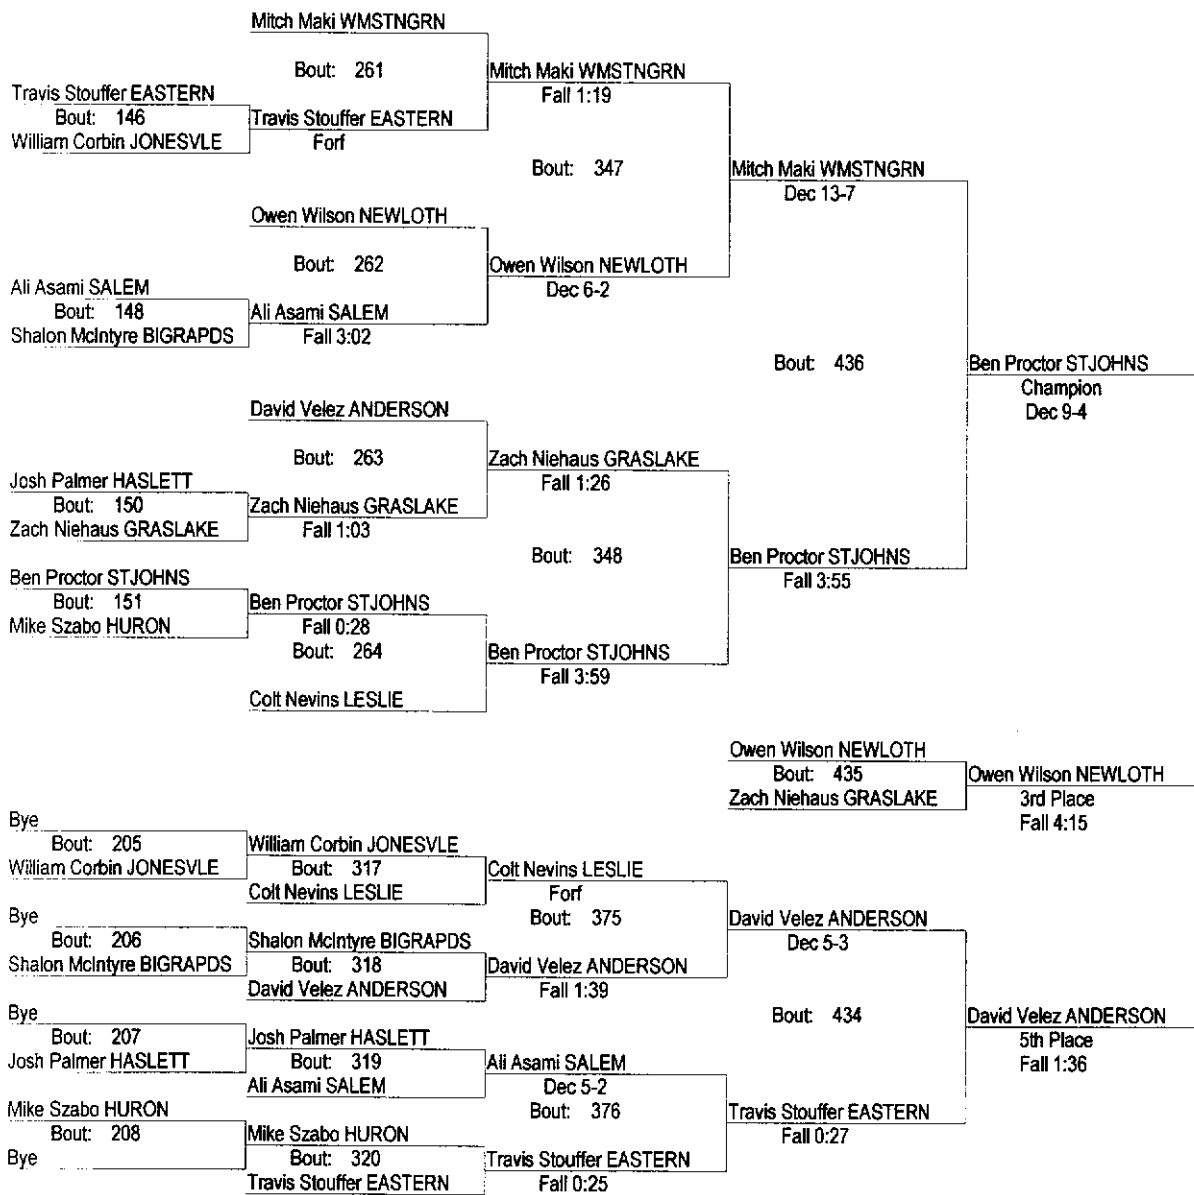 Mitch Maki WMSTNGRN
Bout: 261
Mitch Maki WMSTNGRN
Fall 1:19
Travis Stouffer EASTERN
Bout: 146
William Corbin JONESVLE
Travis Stouffer EASTERN
Forf
Bout: 347
Mitch Maki WMSTNGRN
Dec 13-7
Owen Wilson NEWLOTH
Bout: 262
Owen Wilson NEWLOTH
Dec 6-2
Ali Asami SALEM
Bout: 148
Shalon McIntyre BIGRAPDS
Ali Asami SALEM
Fall 3:02
Bout: 436
Ben Proctor STJOHNS
Champion
Dec 9-4
David Velez ANDERSON
Bout: 263
Zach Niehaus GRASLAKE
Fall 1:26
Josh Palmer HASLETT
Bout: 150
Zach Niehaus GRASLAKE
Zach Niehaus GRASLAKE
Fall 1:03
Bout: 348
Ben Proctor STJOHNS
Fall 3:55
Ben Proctor STJOHNS
Bout: 151
Mike Szabo HURON
Ben Proctor STJOHNS
Fall 0:28
Bout: 264
Ben Proctor STJOHNS
Fall 3:59
Colt Nevins LESLIE
Owen Wilson NEWLOTH
Bout: 435
Zach Niehaus GRASLAKE
Owen Wilson NEWLOTH
3rd Place
Fall 4:15
Bye
Bout: 205
William Corbin JONESVLE
William Corbin JONESVLE
Bout: 317
Colt Nevins LESLIE
Colt Nevins LESLIE
Forf
Bout: 375
David Velez ANDERSON
Dec 5-3
Bye
Bout: 206
Shalon McIntyre BIGRAPDS
Shalon McIntyre BIGRAPDS
Bout: 318
David Velez ANDERSON
David Velez ANDERSON
Fall 1:39
Bout: 434
David Velez ANDERSON
5th Place
Fall 1:36
Bye
Bout: 207
Josh Palmer HASLETT
Josh Palmer HASLETT
Bout: 319
Ali Asami SALEM
Ali Asami SALEM
Dec 5-2
Bout: 376
Travis Stouffer EASTERN
Fall 0:27
Mike Szabo HURON
Bout: 208
Bye
Mike Szabo HURON
Bout: 320
Travis Stouffer EASTERN
Travis Stouffer EASTERN
Fall 0:25